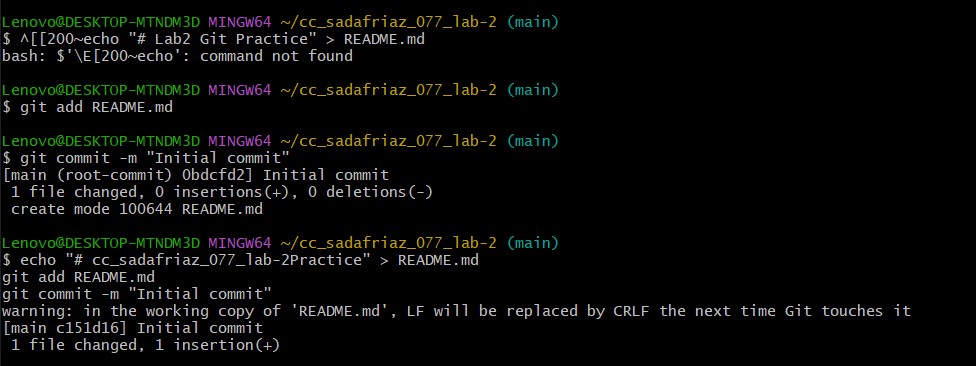 Lenovo@DESKTOP-MTNDM3D MINGW64 ~/cc_sadafriaz_077_lab-2 (main)
$ ^[[200~echo "# Lab2 Git Practice" > README.md
bash: $'\E[200~echo': command not found
Lenovo@DESKTOP-MTNDM3D MINGW64 ~/cc_sadafriaz_077_lab-2 (main)
$ git add README.md
Lenovo@DESKTOP-MTNDM3D MINGW64 ~/cc_sadafriaz_077_lab-2 (main)
$ git commit -m "Initial commit"
[main (root-commit) 0bdcfd2] Initial commit
 1 file changed, 0 insertions(+), 0 deletions(-)
 create mode 100644 README.md
Lenovo@DESKTOP-MTNDM3D MINGW64 ~/cc_sadafriaz_077_lab-2 (main)
$ echo "# cc_sadafriaz_077_lab-2Practice" > README.md
git add README.md
git commit -m "Initial commit"
warning: in the working copy of 'README.md', LF will be replaced by CRLF the next time Git touches it
[main c151d16] Initial commit
 1 file changed, 1 insertion(+)